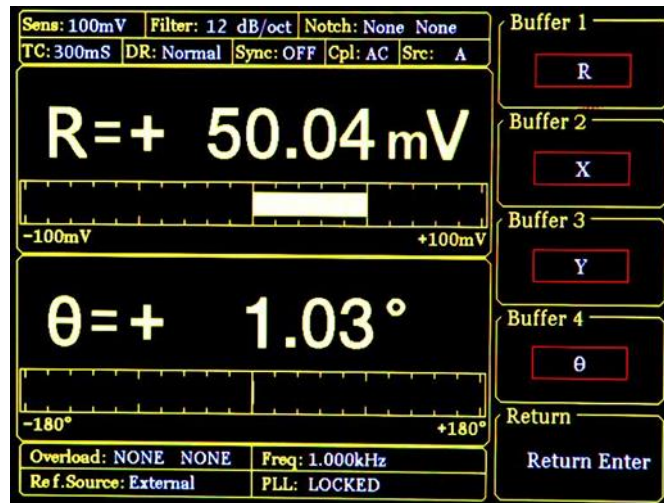 Sens: 100mV Filter: 12 dB/oct Notch: None None
TC: 300mS DR: Normal Sync: OFF Cpl: AC Src: A
R=+ 50.04 mV
-100mV +100mV
θ=+ 1.03°
-180° +180°
Overload: NONE NONE Freq: 1.000kHz
Ref.Source: External PLL: LOCKED
Buffer 1
R
Buffer 2
X
Buffer 3
Y
Buffer 4
θ
Return
Return Enter